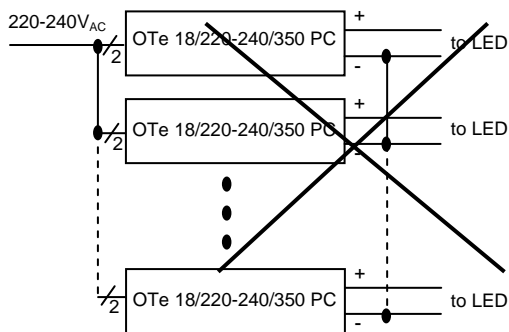 220-240VAC
2
OTe 18/220-240/350 PC
+
-
to LED
2
OTe 18/220-240/350 PC
+
-
to LED
2
OTe 18/220-240/350 PC
+
-
to LED